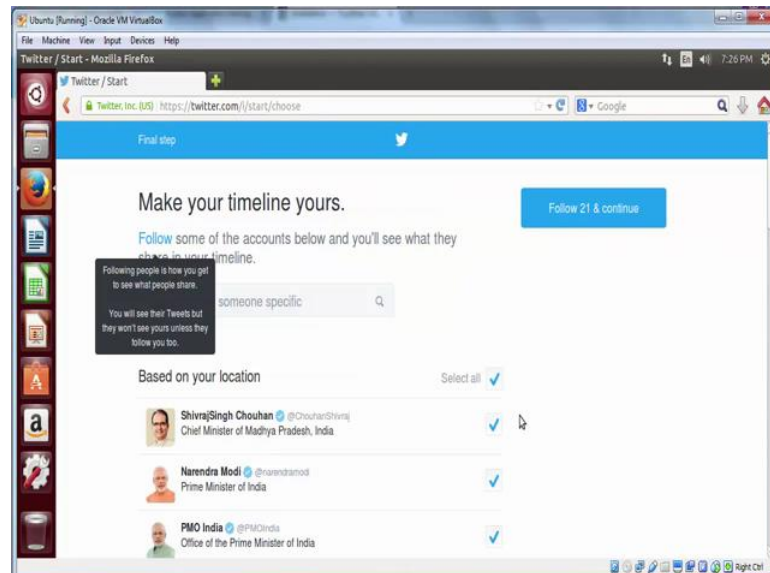 Ubuntu [Running] - Oracle VM VirtualBox
File Machine View Input Devices Help
Twitter / Start - Mozilla Firefox
En 7:26 PM
Twitter / Start
Twitter, Inc. (US) https://twitter.com/i/start/choose
Google
Final step
Make your timeline yours.
Follow 21 & continue
Follow some of the accounts below and you'll see what they
share in your timeline.
Following people is how you get
to see what people share.
You will see their Tweets but
they won't see yours unless they
follow you too.
someone specific
Based on your location
Select all
ShivrajSingh Chouhan @ChouhanShivraj
Chief Minister of Madhya Pradesh, India
Narendra Modi @narendramodi
Prime Minister of India
PMO India @PMOIndia
Office of the Prime Minister of India
a
Right Ctrl